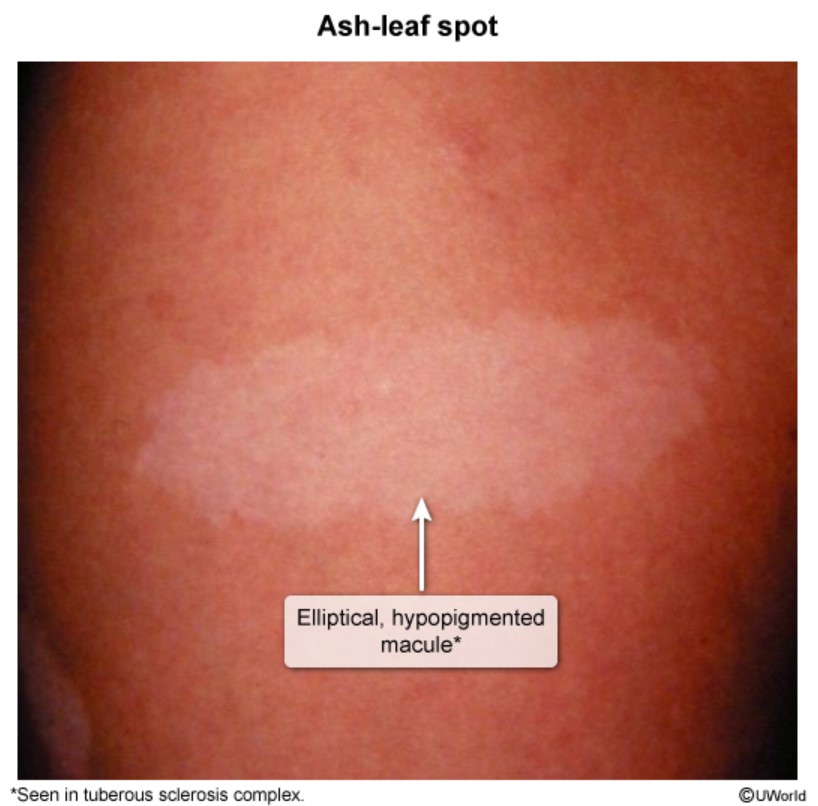 Ash-leaf spot
Elliptical, hypopigmented
macule*
*Seen in tuberous sclerosis complex.
©UWorld